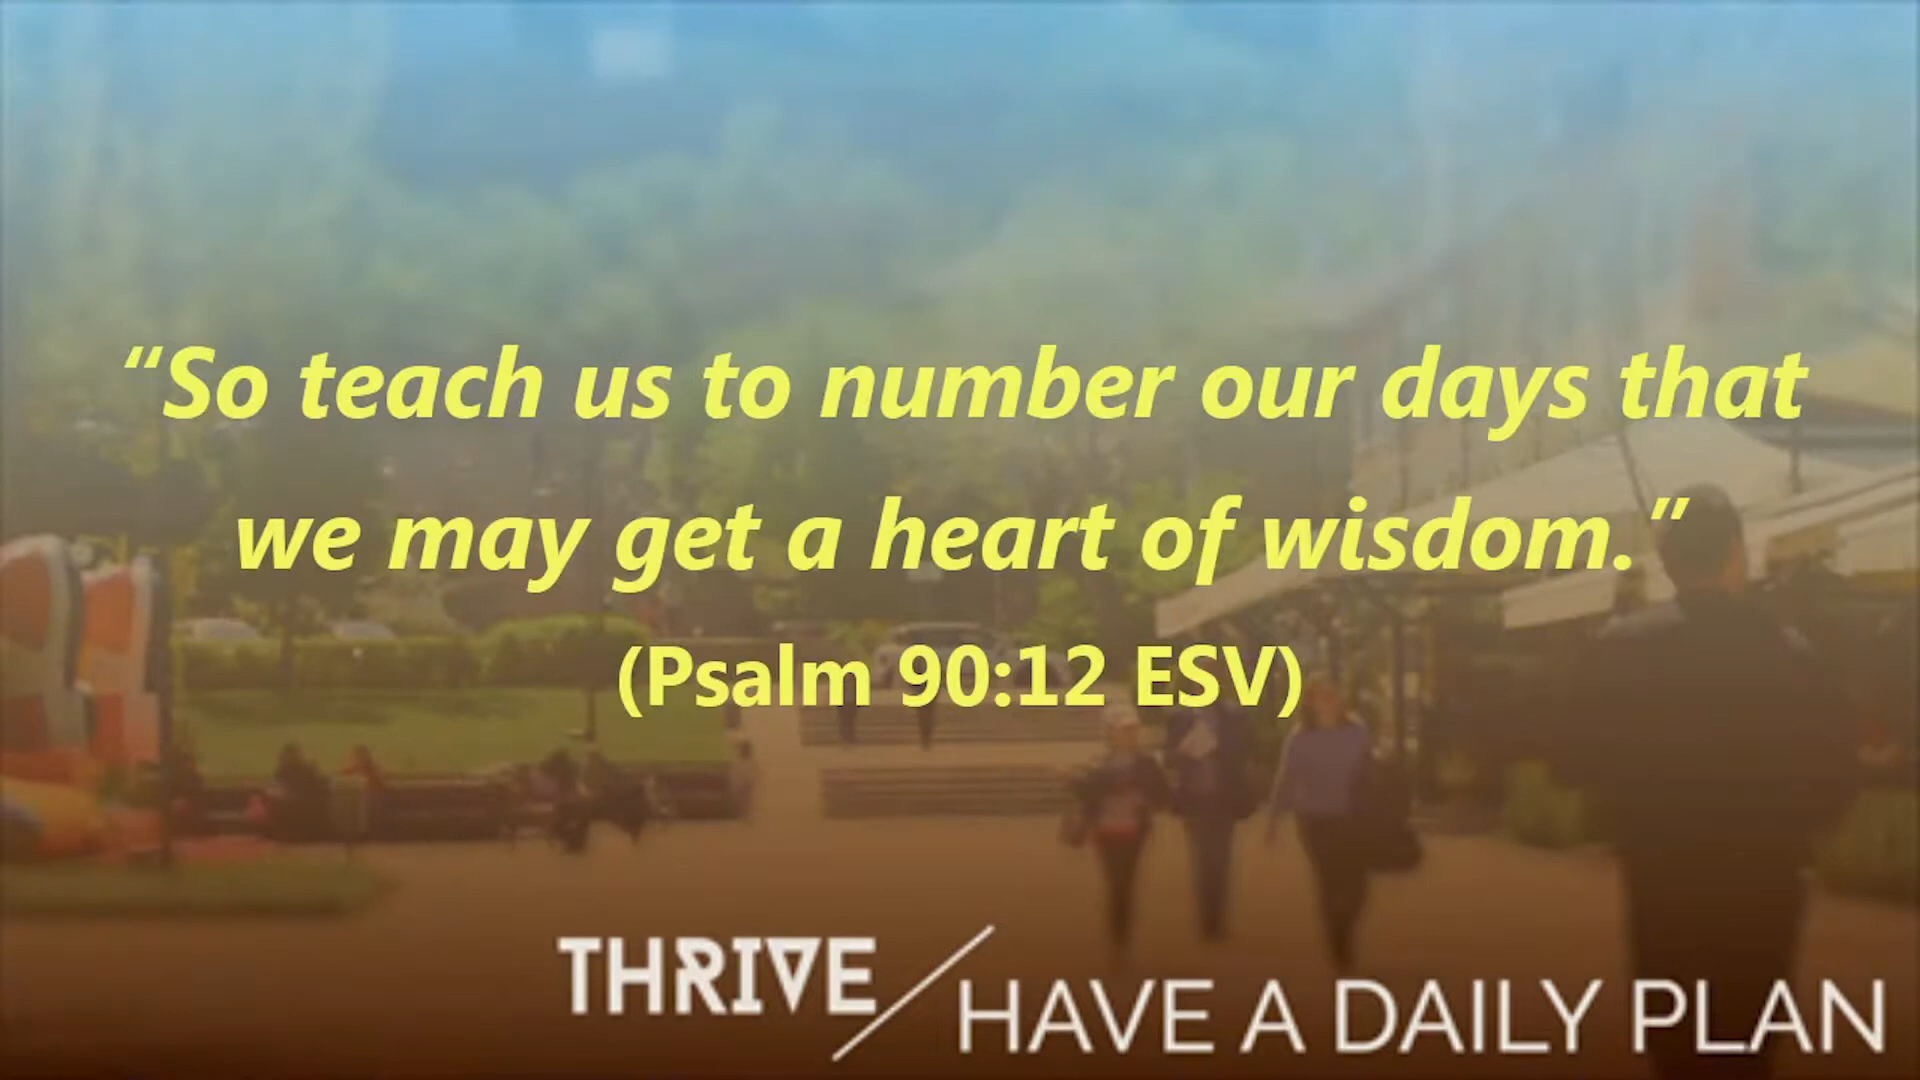 “So teach us to number our days that
we may get a heart of wisdom.”
(Psalm 90:12 ESV)
THRIVE
HAVE A DAILY PLAN